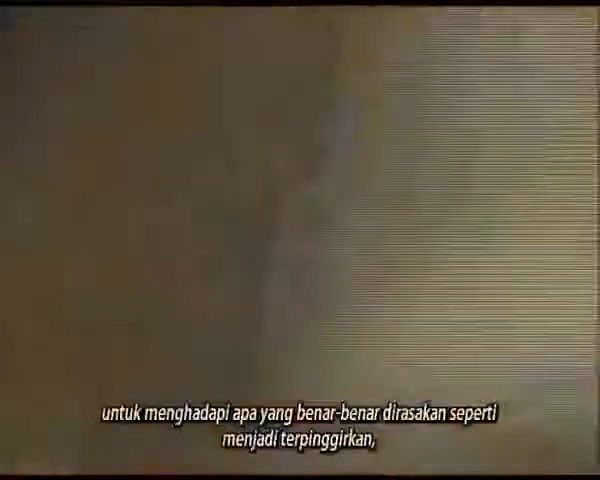 untuk menghadapi apa yang benar-benar dirasakan seperti
menjadi terpinggirkan,